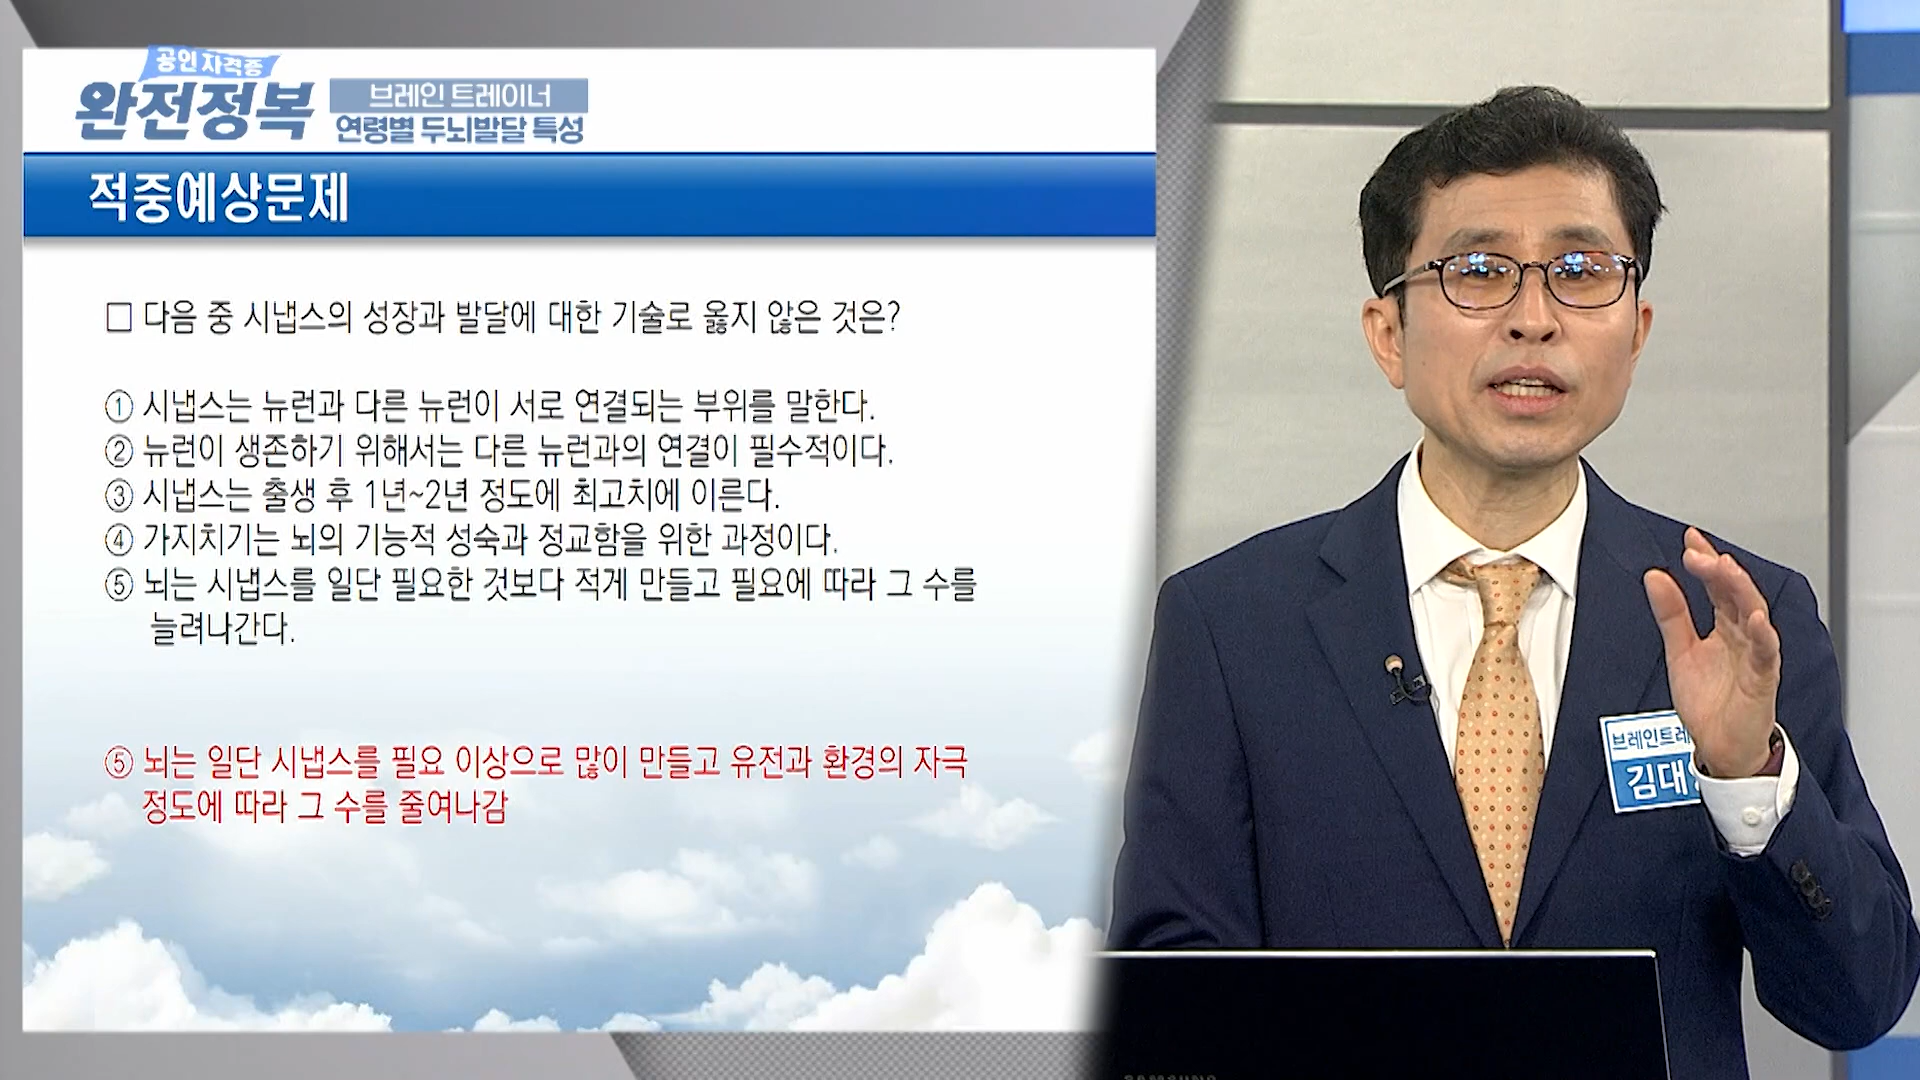 공인 자격증
완전정복
브레인 트레이너
연령별 두뇌발달 특성
적중예상문제
□ 다음 중 시냅스의 성장과 발달에 대한 기술로 옳지 않은 것은?
① 시냅스는 뉴런과 다른 뉴런이 서로 연결되는 부위를 말한다.
② 뉴런이 생존하기 위해서는 다른 뉴런과의 연결이 필수적이다.
③ 시냅스는 출생 후 1년~2년 정도에 최고치에 이른다.
④ 가지치기는 뇌의 기능적 성숙과 정교함을 위한 과정이다.
⑤ 뇌는 시냅스를 일단 필요한 것보다 적게 만들고 필요에 따라 그 수를
늘려나간다.
⑤ 뇌는 일단 시냅스를 필요 이상으로 많이 만들고 유전과 환경의 자극
정도에 따라 그 수를 줄여나감
브레인트레
김대
SAMSUNG